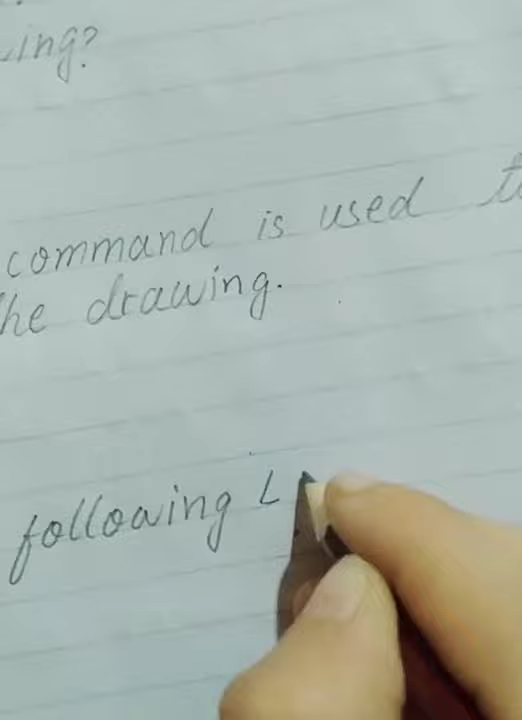 ing?
command is used
he drawing.
following L